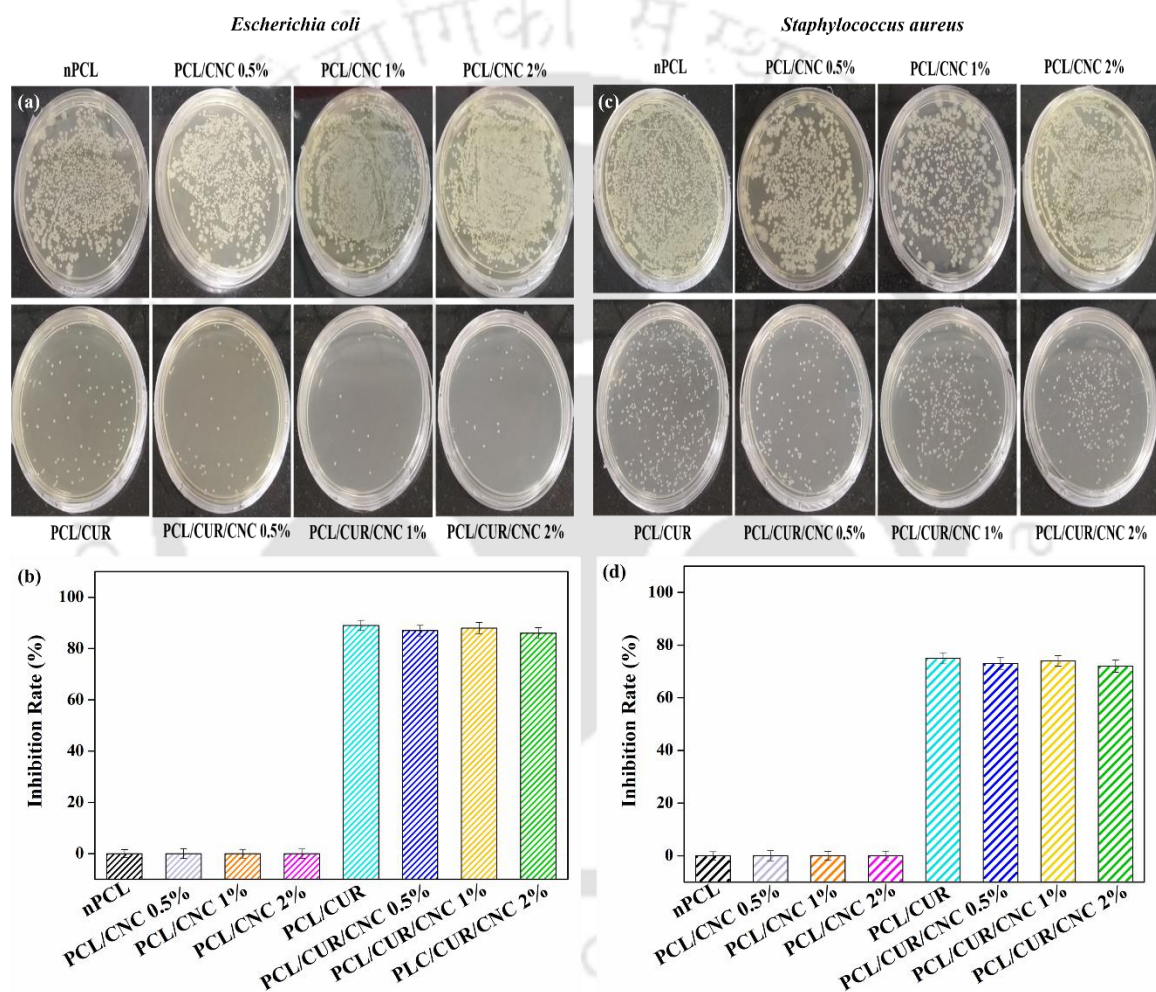 Escherichia coli
Staphylococcus aureus
nPCL PCL/CNC 0.5% PCL/CNC 1% PCL/CNC 2%
nPCL PCL/CNC 0.5% PCL/CNC 1% PCL/CNC 2%
(a)
(c)
PCL/CUR PCL/CUR/CNC 0.5% PCL/CUR/CNC 1% PCL/CUR/CNC 2%
PCL/CUR PCL/CUR/CNC 0.5% PCL/CUR/CNC 1% PCL/CUR/CNC 2%
(b)
100
80
60
40
20
0
Inhibition Rate (%)
nPCL
PCL/CNC 0.5%
PCL/CNC 1%
PCL/CNC 2%
PCL/CUR
PCL/CUR/CNC 0.5%
PCL/CUR/CNC 1%
PLC/CUR/CNC 2%
(d)
100
80
60
40
20
0
Inhibition Rate (%)
nPCL
PCL/CNC 0.5%
PCL/CNC 1%
PCL/CNC 2%
PCL/CUR
PCL/CUR/CNC 0.5%
PCL/CUR/CNC 1%
PCL/CUR/CNC 2%